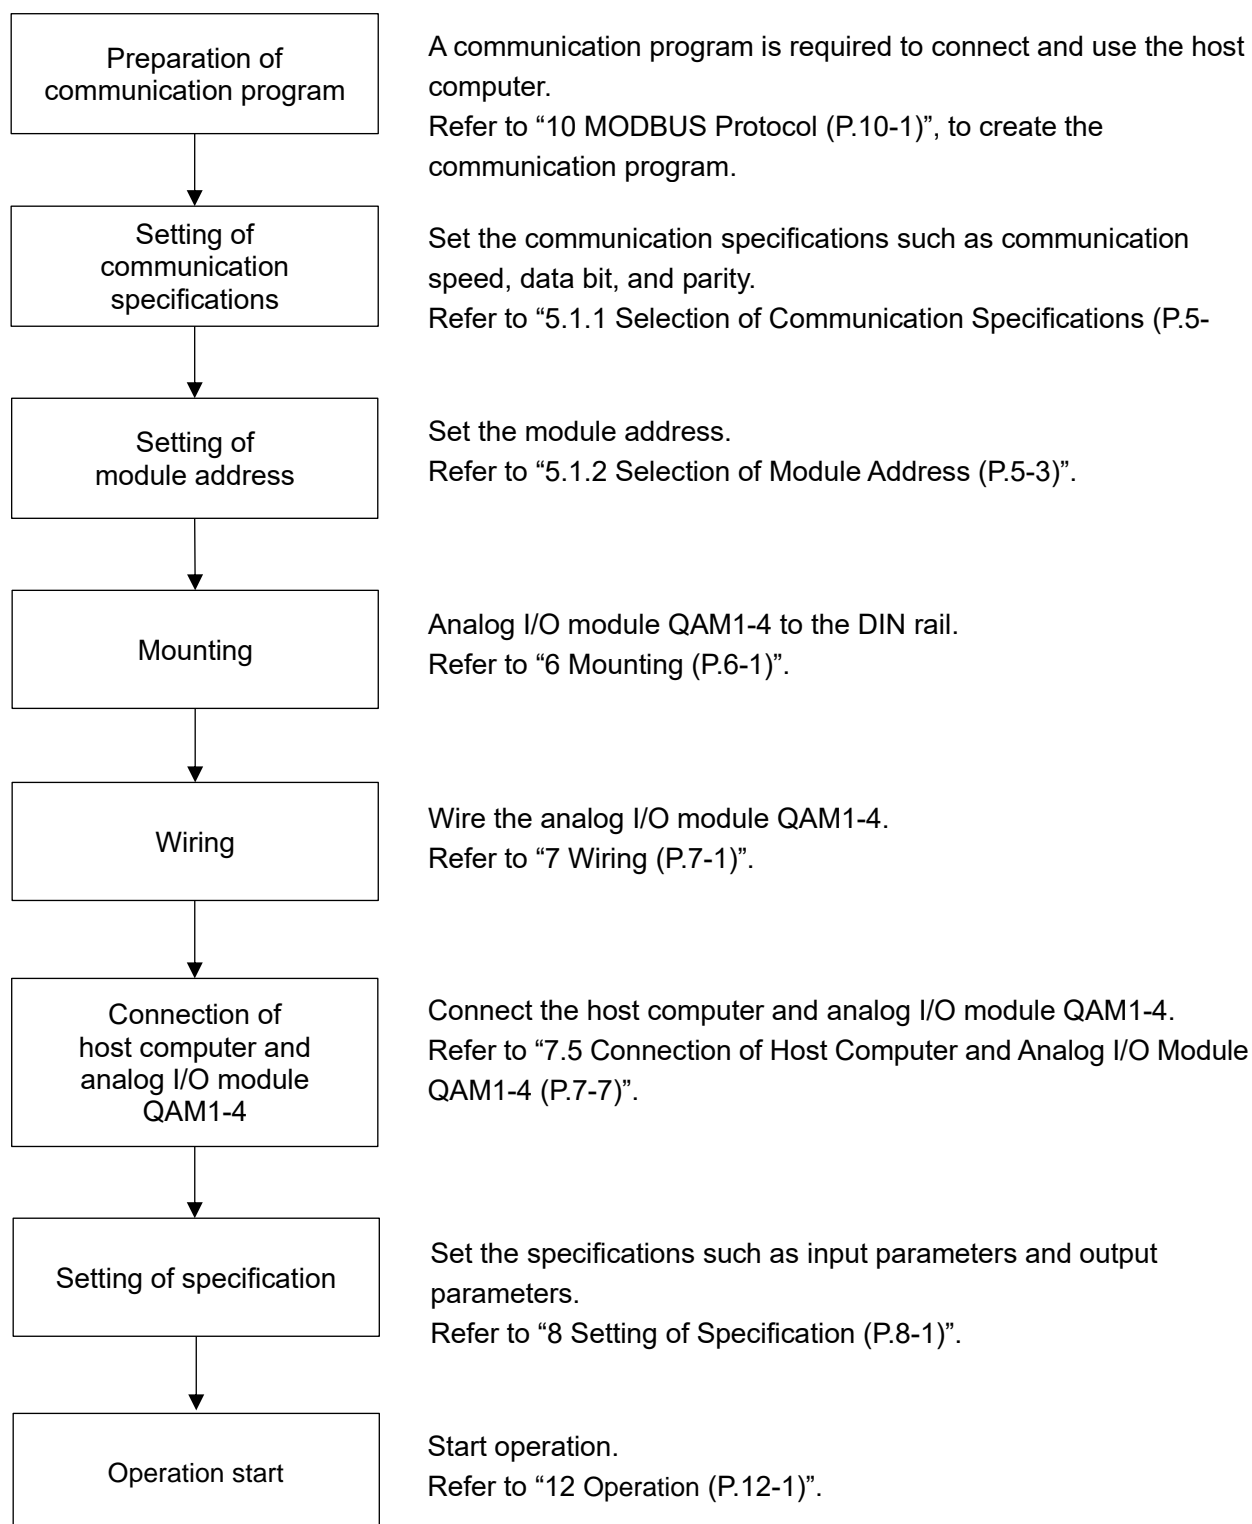 Preparation of
communication program
A communication program is required to connect and use the host
computer.
Refer to “10 MODBUS Protocol (P.10-1)”, to create the
communication program.
Setting of
communication
specifications
Set the communication specifications such as communication
speed, data bit, and parity.
Refer to “5.1.1 Selection of Communication Specifications (P.5-
Setting of
module address
Set the module address.
Refer to “5.1.2 Selection of Module Address (P.5-3)”.
Mounting
Analog I/O module QAM1-4 to the DIN rail.
Refer to “6 Mounting (P.6-1)”.
Wiring
Wire the analog I/O module QAM1-4.
Refer to “7 Wiring (P.7-1)”.
Connection of
host computer and
analog I/O module
QAM1-4
Connect the host computer and analog I/O module QAM1-4.
Refer to “7.5 Connection of Host Computer and Analog I/O Module
QAM1-4 (P.7-7)”.
Setting of specification
Set the specifications such as input parameters and output
parameters.
Refer to “8 Setting of Specification (P.8-1)”.
Operation start
Start operation.
Refer to “12 Operation (P.12-1)”.